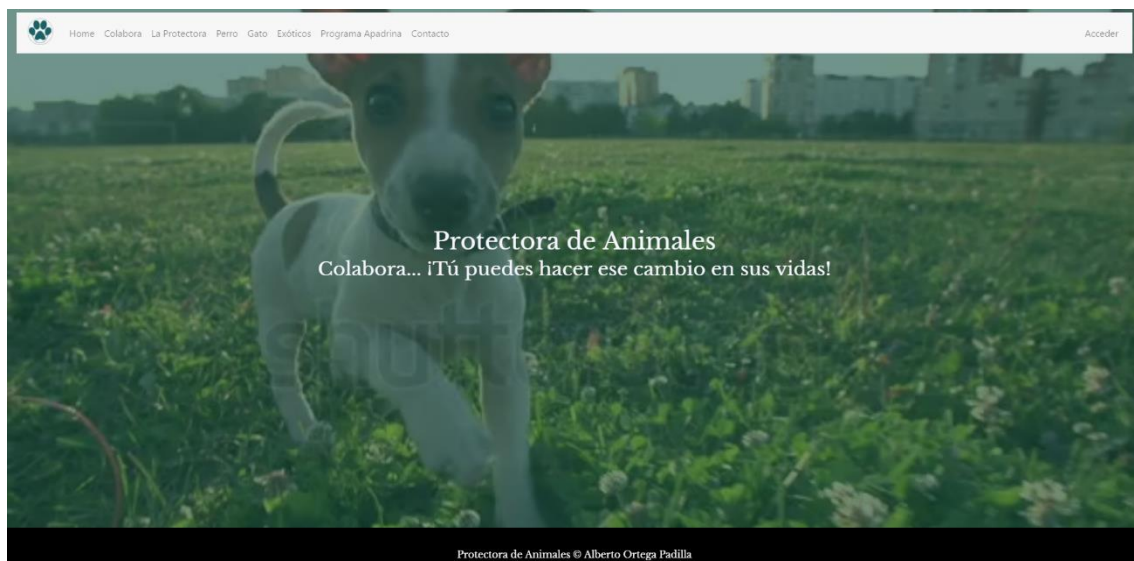 Home Colabora La Protectora Perro Gato Exóticos Programa Apadrina Contacto Acceder
Protectora de Animales
Colabora... ¡Tú puedes hacer ese cambio en sus vidas!
shutterstock
Protectora de Animales © Alberto Ortega Padilla